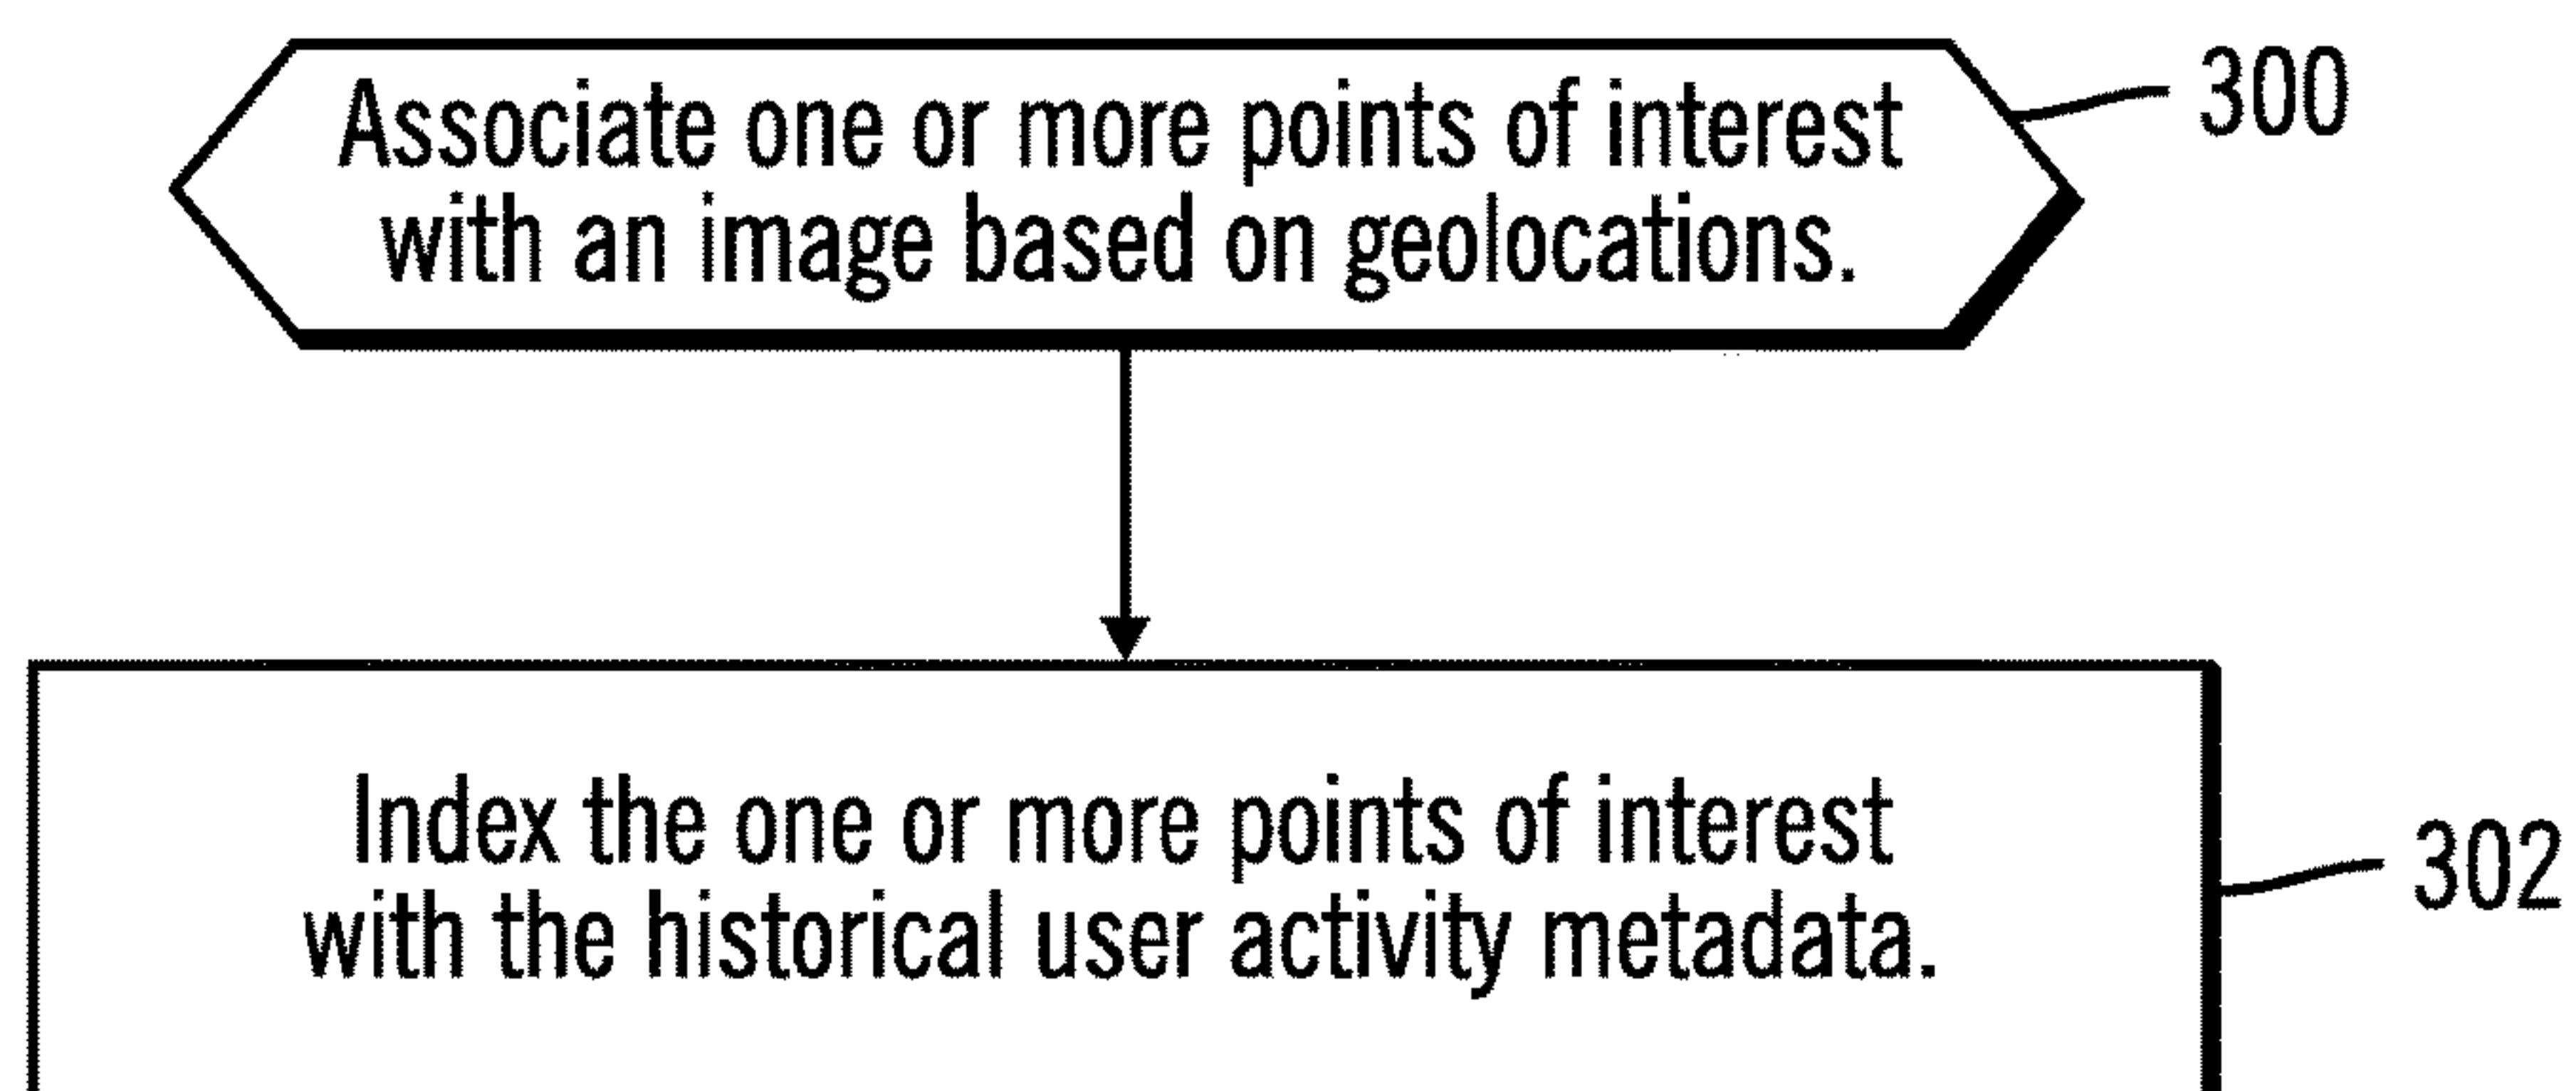 Associate one or more points of interest
with an image based on geolocations.
300
Index the one or more points of interest
with the historical user activity metadata.
302